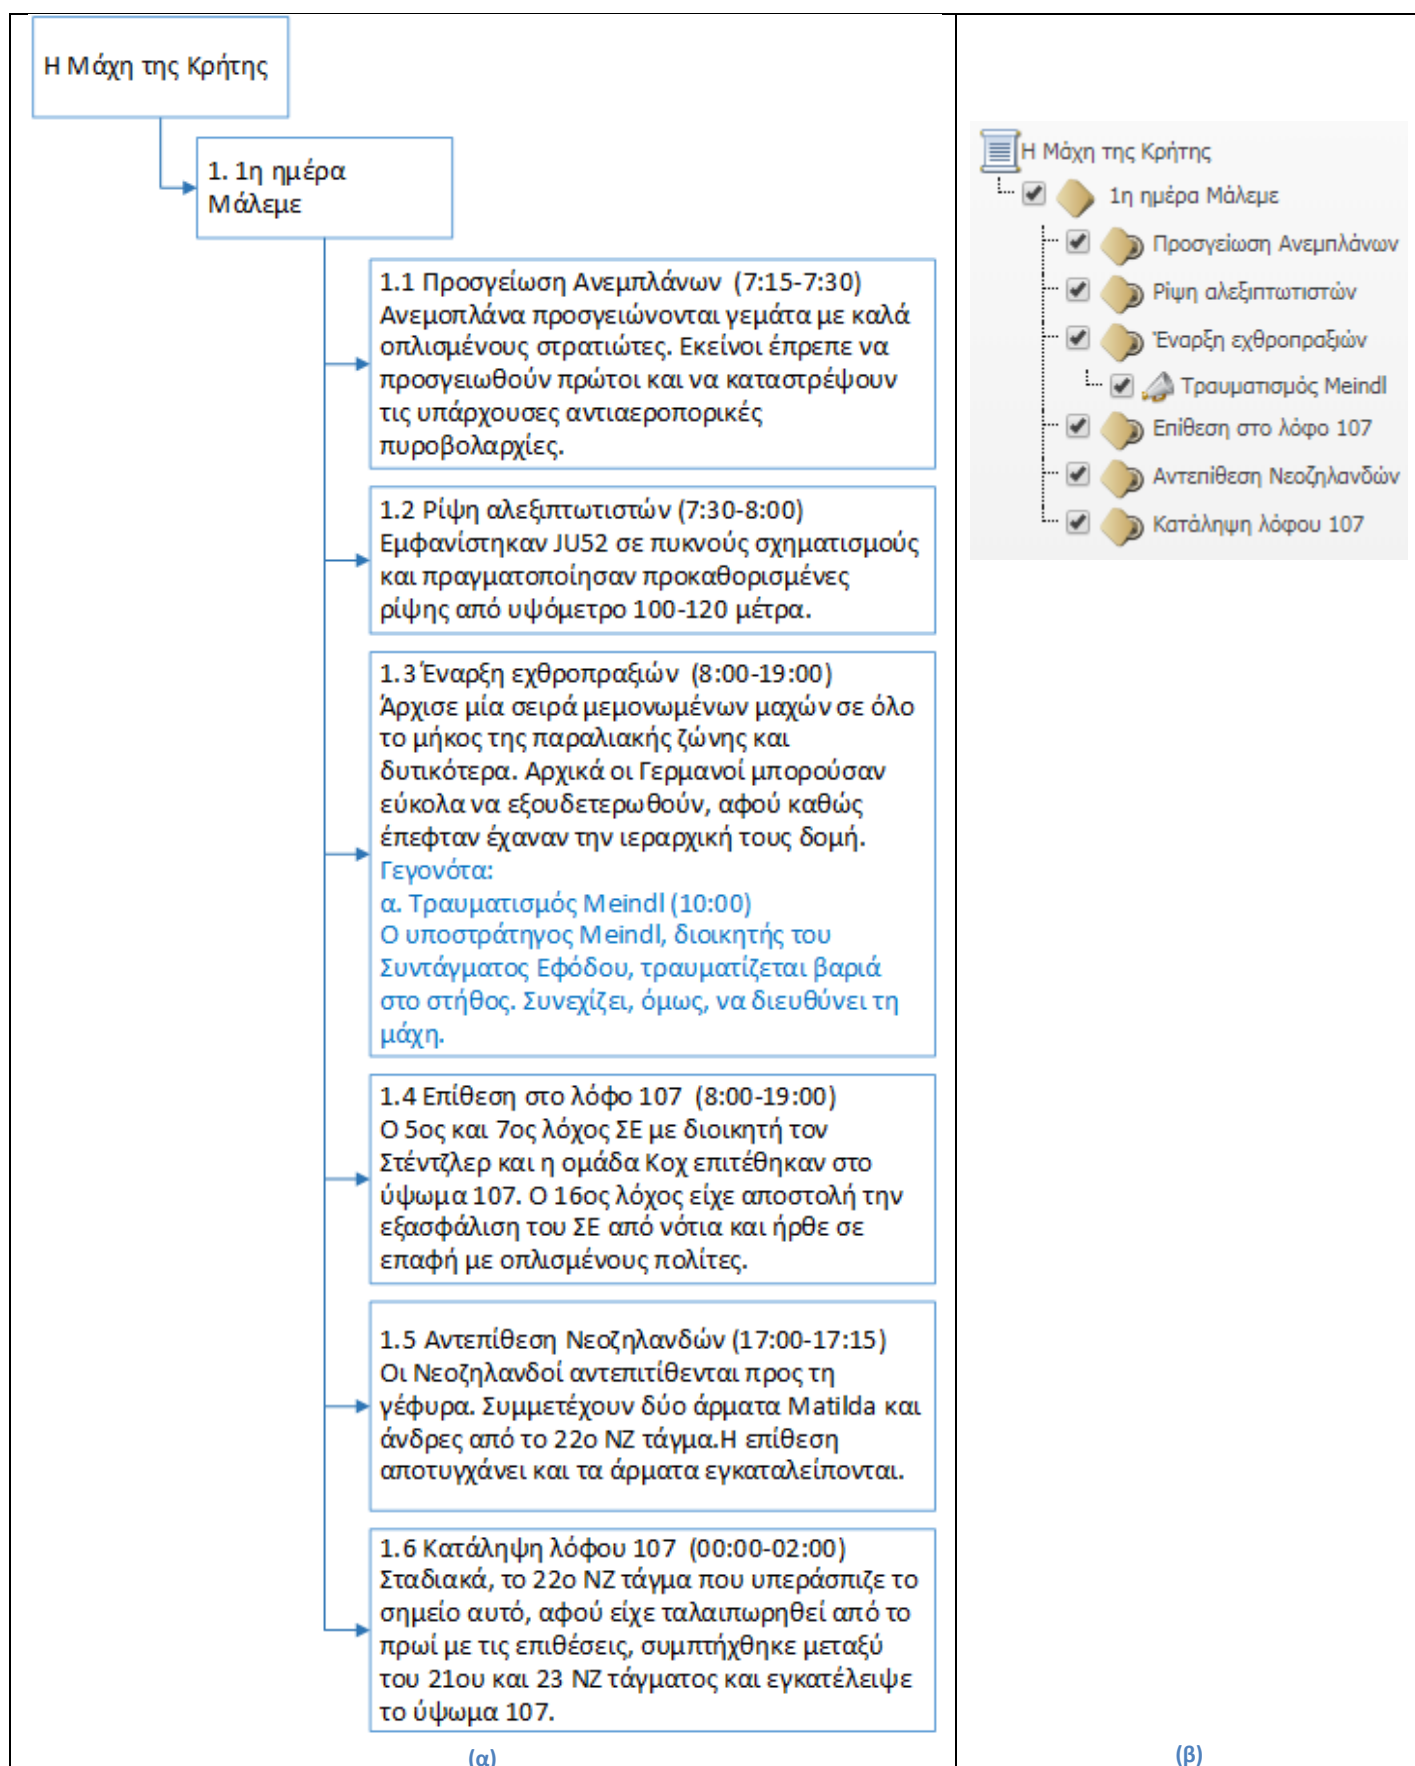 Η Μάχη της Κρήτης
1. 1η ημέρα
Μάλεμε
1.1 Προσγείωση Ανεμπλάνων (7:15-7:30)
Ανεμοπλάνα προσγειώνονται γεμάτα με καλά
οπλισμένους στρατιώτες. Εκείνοι έπρεπε να
προσγειωθούν πρώτοι και να καταστρέψουν
τις υπάρχουσες αντιαεροπορικές
πυροβολαρχίες.
1.2 Ρίψη αλεξιπτωτιστών (7:30-8:00)
Εμφανίστηκαν JU52 σε πυκνούς σχηματισμούς
και πραγματοποίησαν προκαθορισμένες
ρίψης από υψόμετρο 100-120 μέτρα.
1.3 Έναρξη εχθροπραξιών (8:00-19:00)
Άρχισε μία σειρά μεμονωμένων μαχών σε όλο
το μήκος της παραλιακής ζώνης και
δυτικότερα. Αρχικά οι Γερμανοί μπορούσαν
εύκολα να εξουδετερωθούν, αφού καθώς
έπεφταν έχαναν την ιεραρχική τους δομή.
Γεγονότα:
α. Τραυματισμός Meindl (10:00)
Ο υποστράτηγος Meindl, διοικητής του
Συντάγματος Εφόδου, τραυματίζεται βαριά
στο στήθος. Συνεχίζει, όμως, να διευθύνει τη
μάχη.
1.4 Επίθεση στο λόφο 107 (8:00-19:00)
Ο 5ος και 7ος λόχος ΣΕ με διοικητή τον
Στέντζλερ και η ομάδα Κοχ επιτέθηκαν στο
ύψωμα 107. Ο 16ος λόχος είχε αποστολή την
εξασφάλιση του ΣΕ από νότια και ήρθε σε
επαφή με οπλισμένους πολίτες.
1.5 Αντεπίθεση Νεοζηλανδών (17:00-17:15)
Οι Νεοζηλανδοί αντεπιτίθενται προς τη
γέφυρα. Συμμετέχουν δύο άρματα Matilda και
άνδρες από το 22ο NZ τάγμα.Η επίθεση
αποτυγχάνει και τα άρματα εγκαταλείπονται.
1.6 Κατάληψη λόφου 107 (00:00-02:00)
Σταδιακά, το 22ο NZ τάγμα που υπεράσπιζε το
σημείο αυτό, αφού είχε ταλαιπωρηθεί από το
πρωί με τις επιθέσεις, συμπτήχθηκε μεταξύ
του 21ου και 23 NZ τάγματος και εγκατέλειψε
το ύψωμα 107.
(α)
Η Μάχη της Κρήτης
1η ημέρα Μάλεμε
Προσγείωση Ανεμπλάνων
Ρίψη αλεξιπτωτιστών
Έναρξη εχθροπραξιών
Τραυματισμός Meindl
Επίθεση στο λόφο 107
Αντεπίθεση Νεοζηλανδών
Κατάληψη λόφου 107
(β)